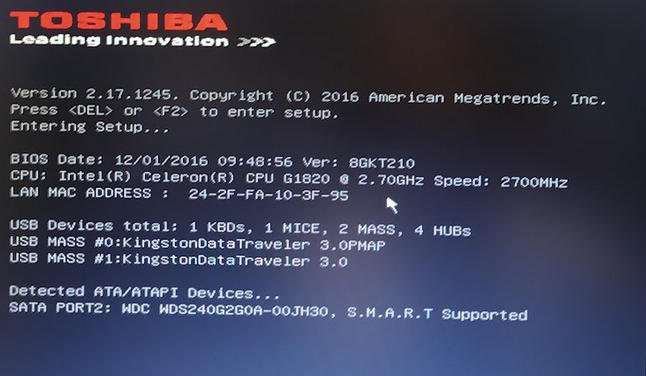 TOSHIBA
Leading Innovation >>>
Version 2.17.1245. Copyright (C) 2016 American Megatrends, Inc.
Press <DEL> or <F2> to enter setup.
Entering Setup...
BIOS Date: 12/01/2016 09:48:56 Ver: 8GKT210
CPU: Intel(R) Celeron(R) CPU G1820 @ 2.70GHz Speed: 2700MHz
LAN MAC ADDRESS : 24-2F-FA-10-3F-95
USB Devices total: 1 KBDs, 1 MICE, 2 MASS, 4 HUBs
USB MASS #0:KingstonDataTraveler 3.0PMAP
USB MASS #1:KingstonDataTraveler 3.0
Detected ATA/ATAPI Devices...
SATA PORT2: WDC WDS240G2G0A-00JH30, S.M.A.R.T Supported